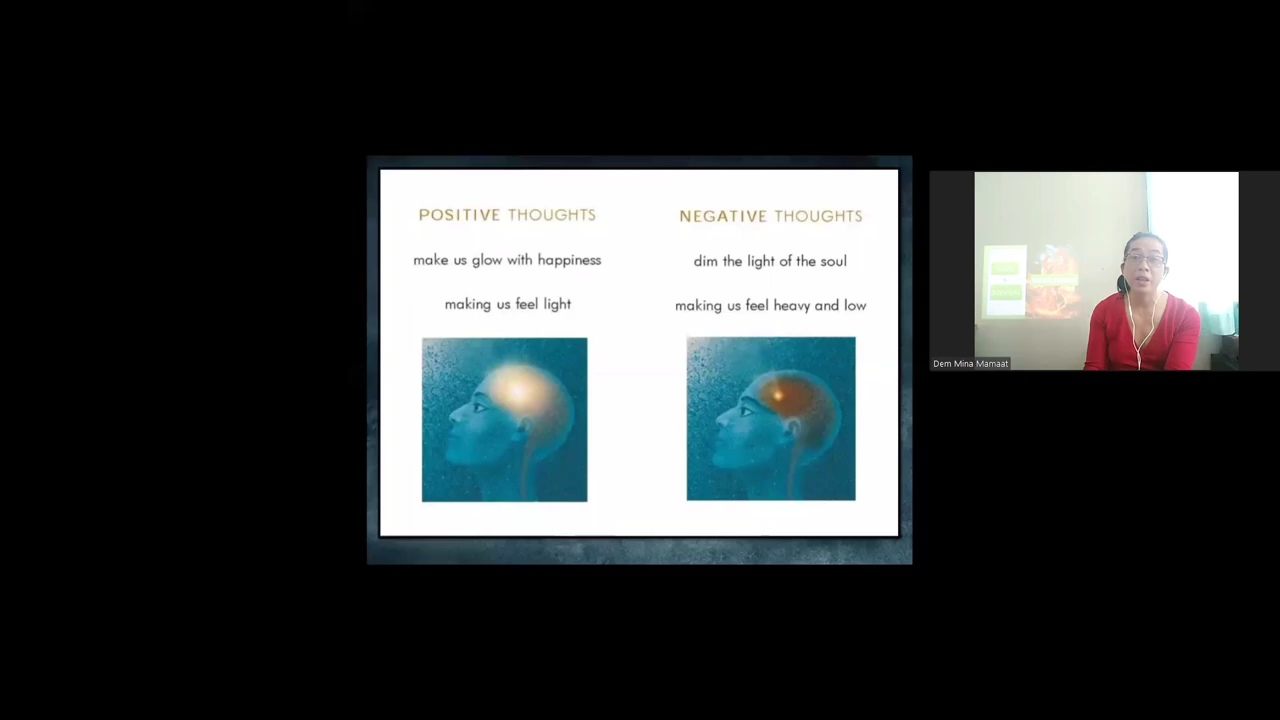 POSITIVE THOUGHTS
make us glow with happiness
making us feel light
NEGATIVE THOUGHTS
dim the light of the soul
making us feel heavy and low
Dem Mina Mamaat